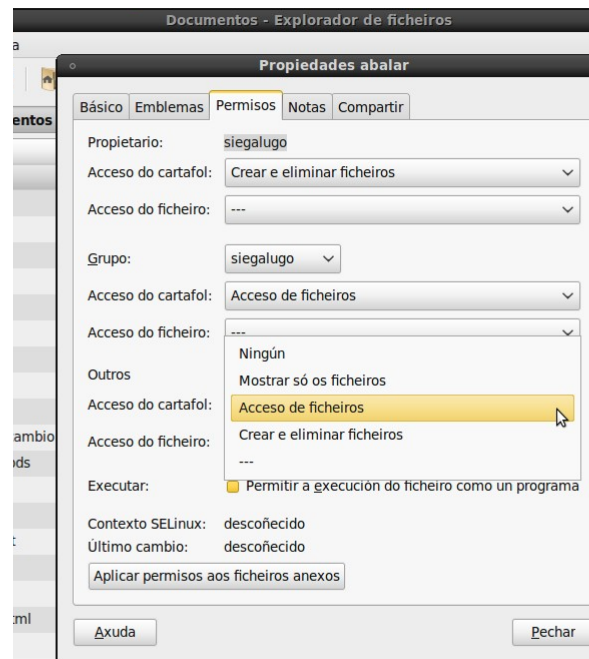 Documentos - Explorador de ficheiros
a
Propiedades abalar
entos
Básico Emblemas Permisos Notas Compartir
Propietario: siegalugo
Acceso do cartafol: Crear e eliminar ficheiros
Acceso do ficheiro: ---
Grupo: siegalugo
Acceso do cartafol: Acceso de ficheiros
Acceso do ficheiro: ---
Ningún
Outros
Mostrar só os ficheiros
Acceso do cartafol: Acceso de ficheiros
ambio
Acceso do ficheiro: Crear e eliminar ficheiros
ods
---
Executar: Permitir a execución do ficheiro como un programa
Contexto SELinux: descoñecido
t
Último cambio: descoñecido
Aplicar permisos aos ficheiros anexos
ml
Axuda Pechar